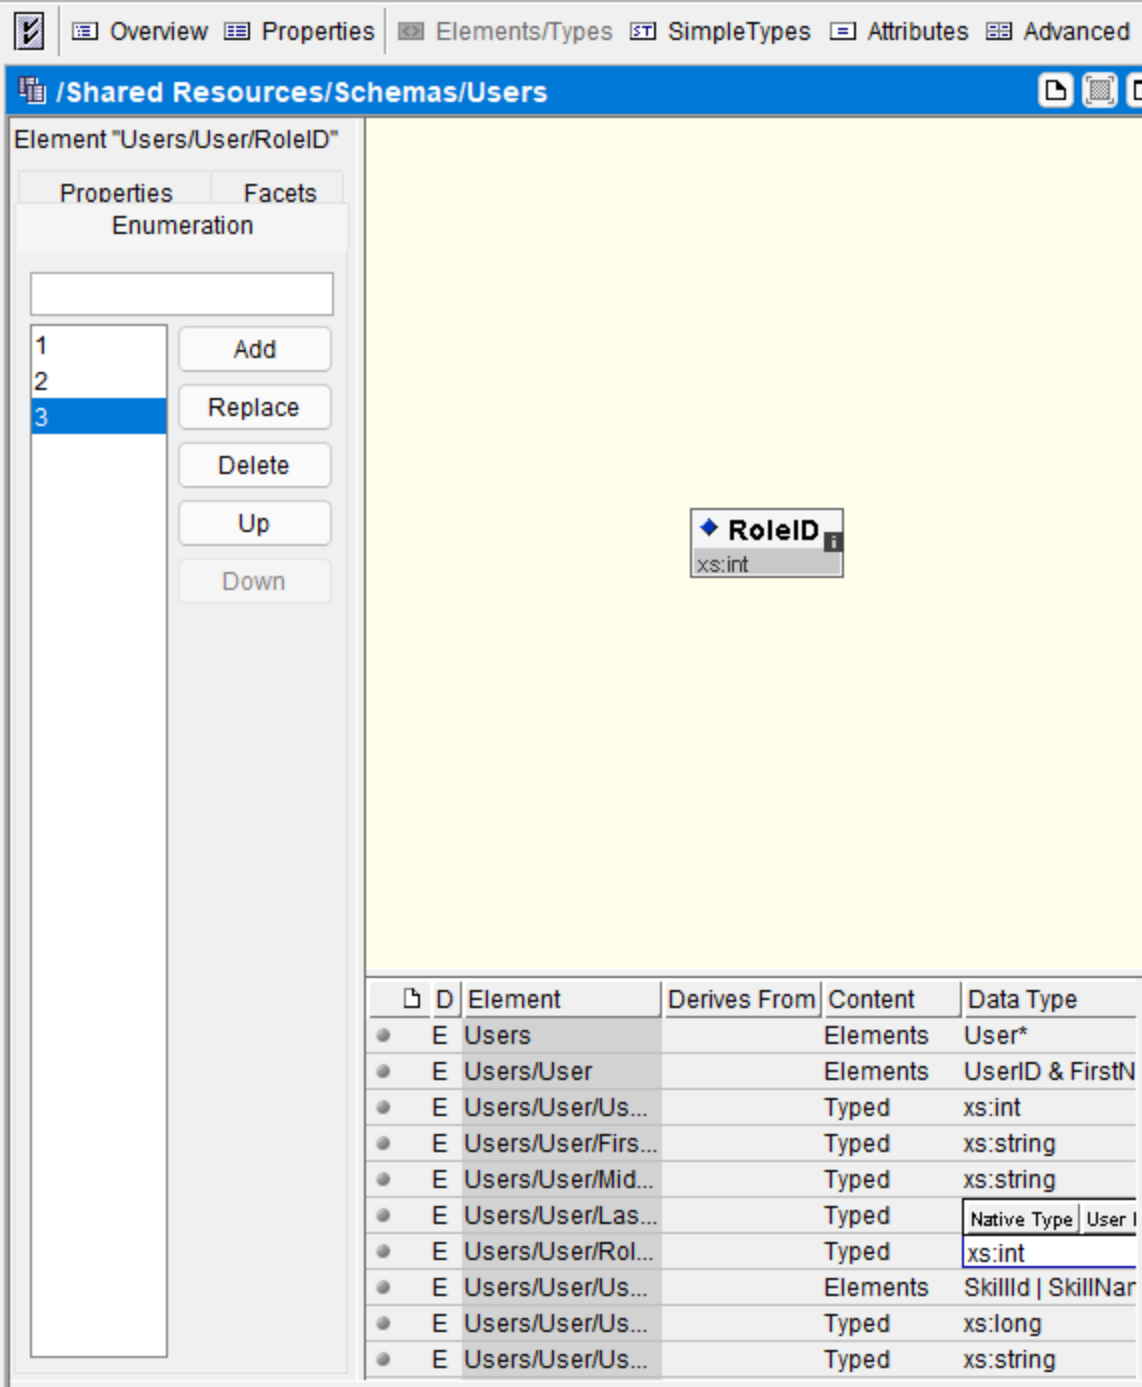 Overview Properties Elements/Types SimpleTypes Attributes Advanced
/Shared Resources/Schemas/Users
Element "Users/User/RoleID"
Properties Facets
Enumeration
1
2
3
Add
Replace
Delete
Up
Down
RoleID
xs:int
D Element Derives From Content Data Type
E Users Elements User*
E Users/User Elements UserID & FirstN
E Users/User/Us... Typed xs:int
E Users/User/Firs... Typed xs:string
E Users/User/Mid... Typed xs:string
E Users/User/Las... Typed Native Type User I
E Users/User/Rol... Typed xs:int
E Users/User/Us... Elements SkillId | SkillNar
E Users/User/Us... Typed xs:long
E Users/User/Us... Typed xs:string